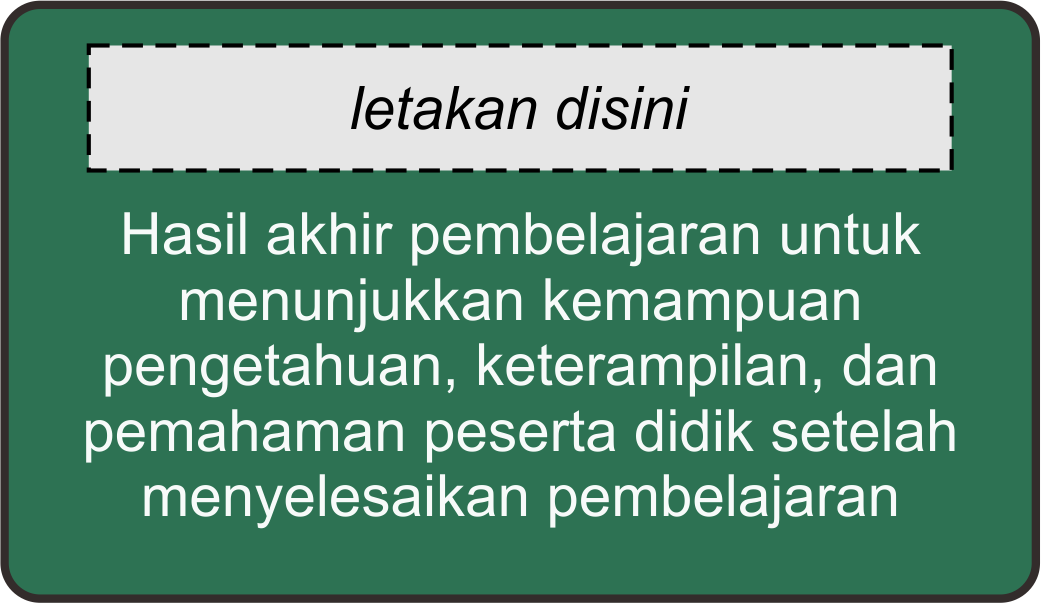 letakan disini
Hasil akhir pembelajaran untuk
menunjukkan kemampuan
pengetahuan, keterampilan, dan
pemahaman peserta didik setelah
menyelesaikan pembelajaran